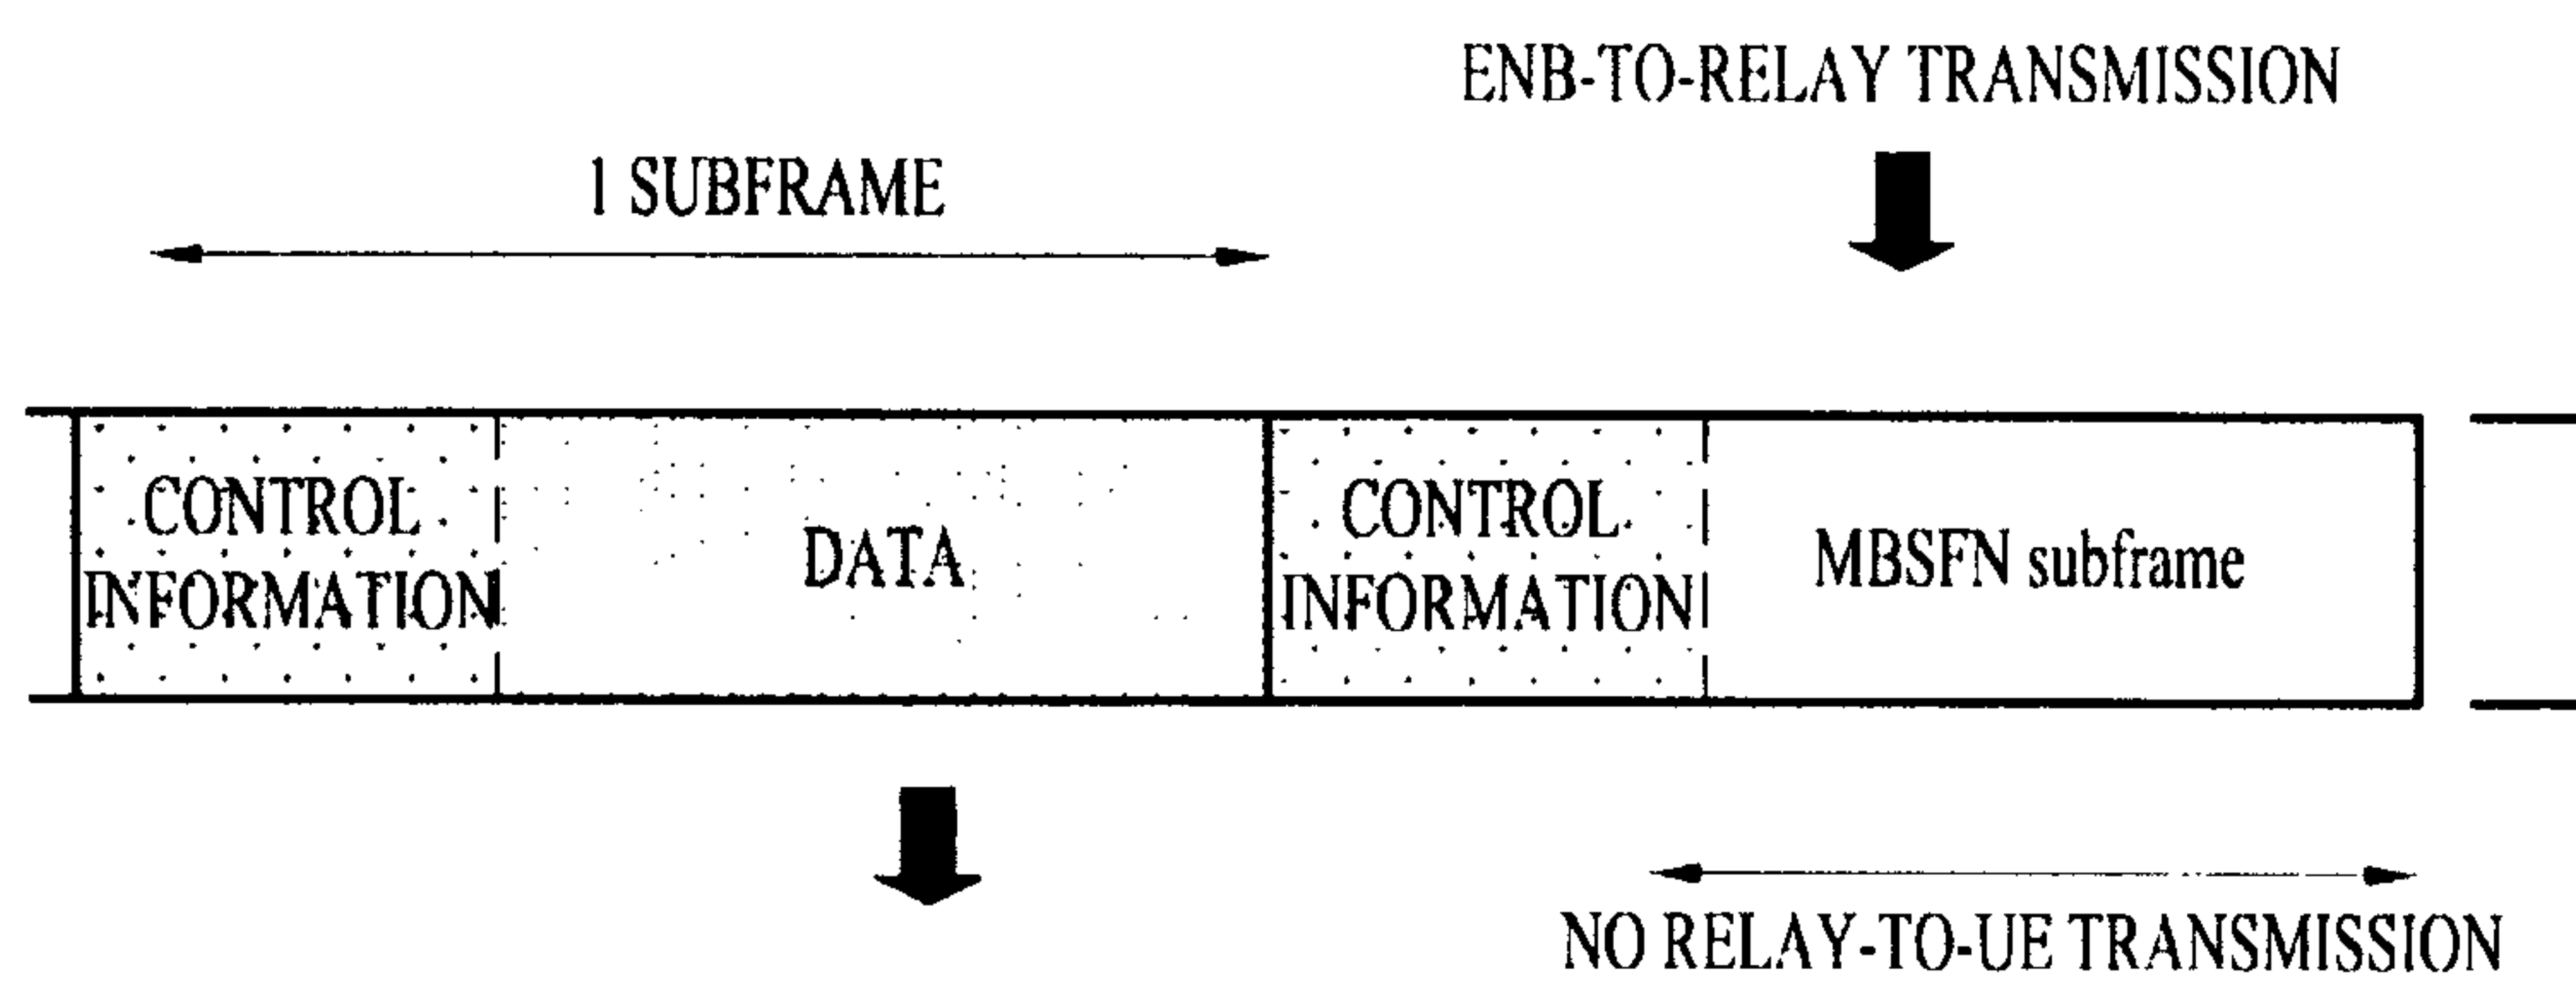 ENB-TO-RELAY TRANSMISSION
1 SUBFRAME
CONTROL
INFORMATION
DATA
CONTROL
INFORMATION
MBSFN subframe
NO RELAY-TO-UE TRANSMISSION